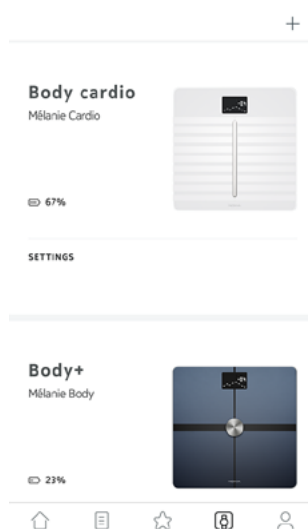 Body cardio
Mélanie Cardio
67%
SETTINGS
Body+
Mélanie Body
23%